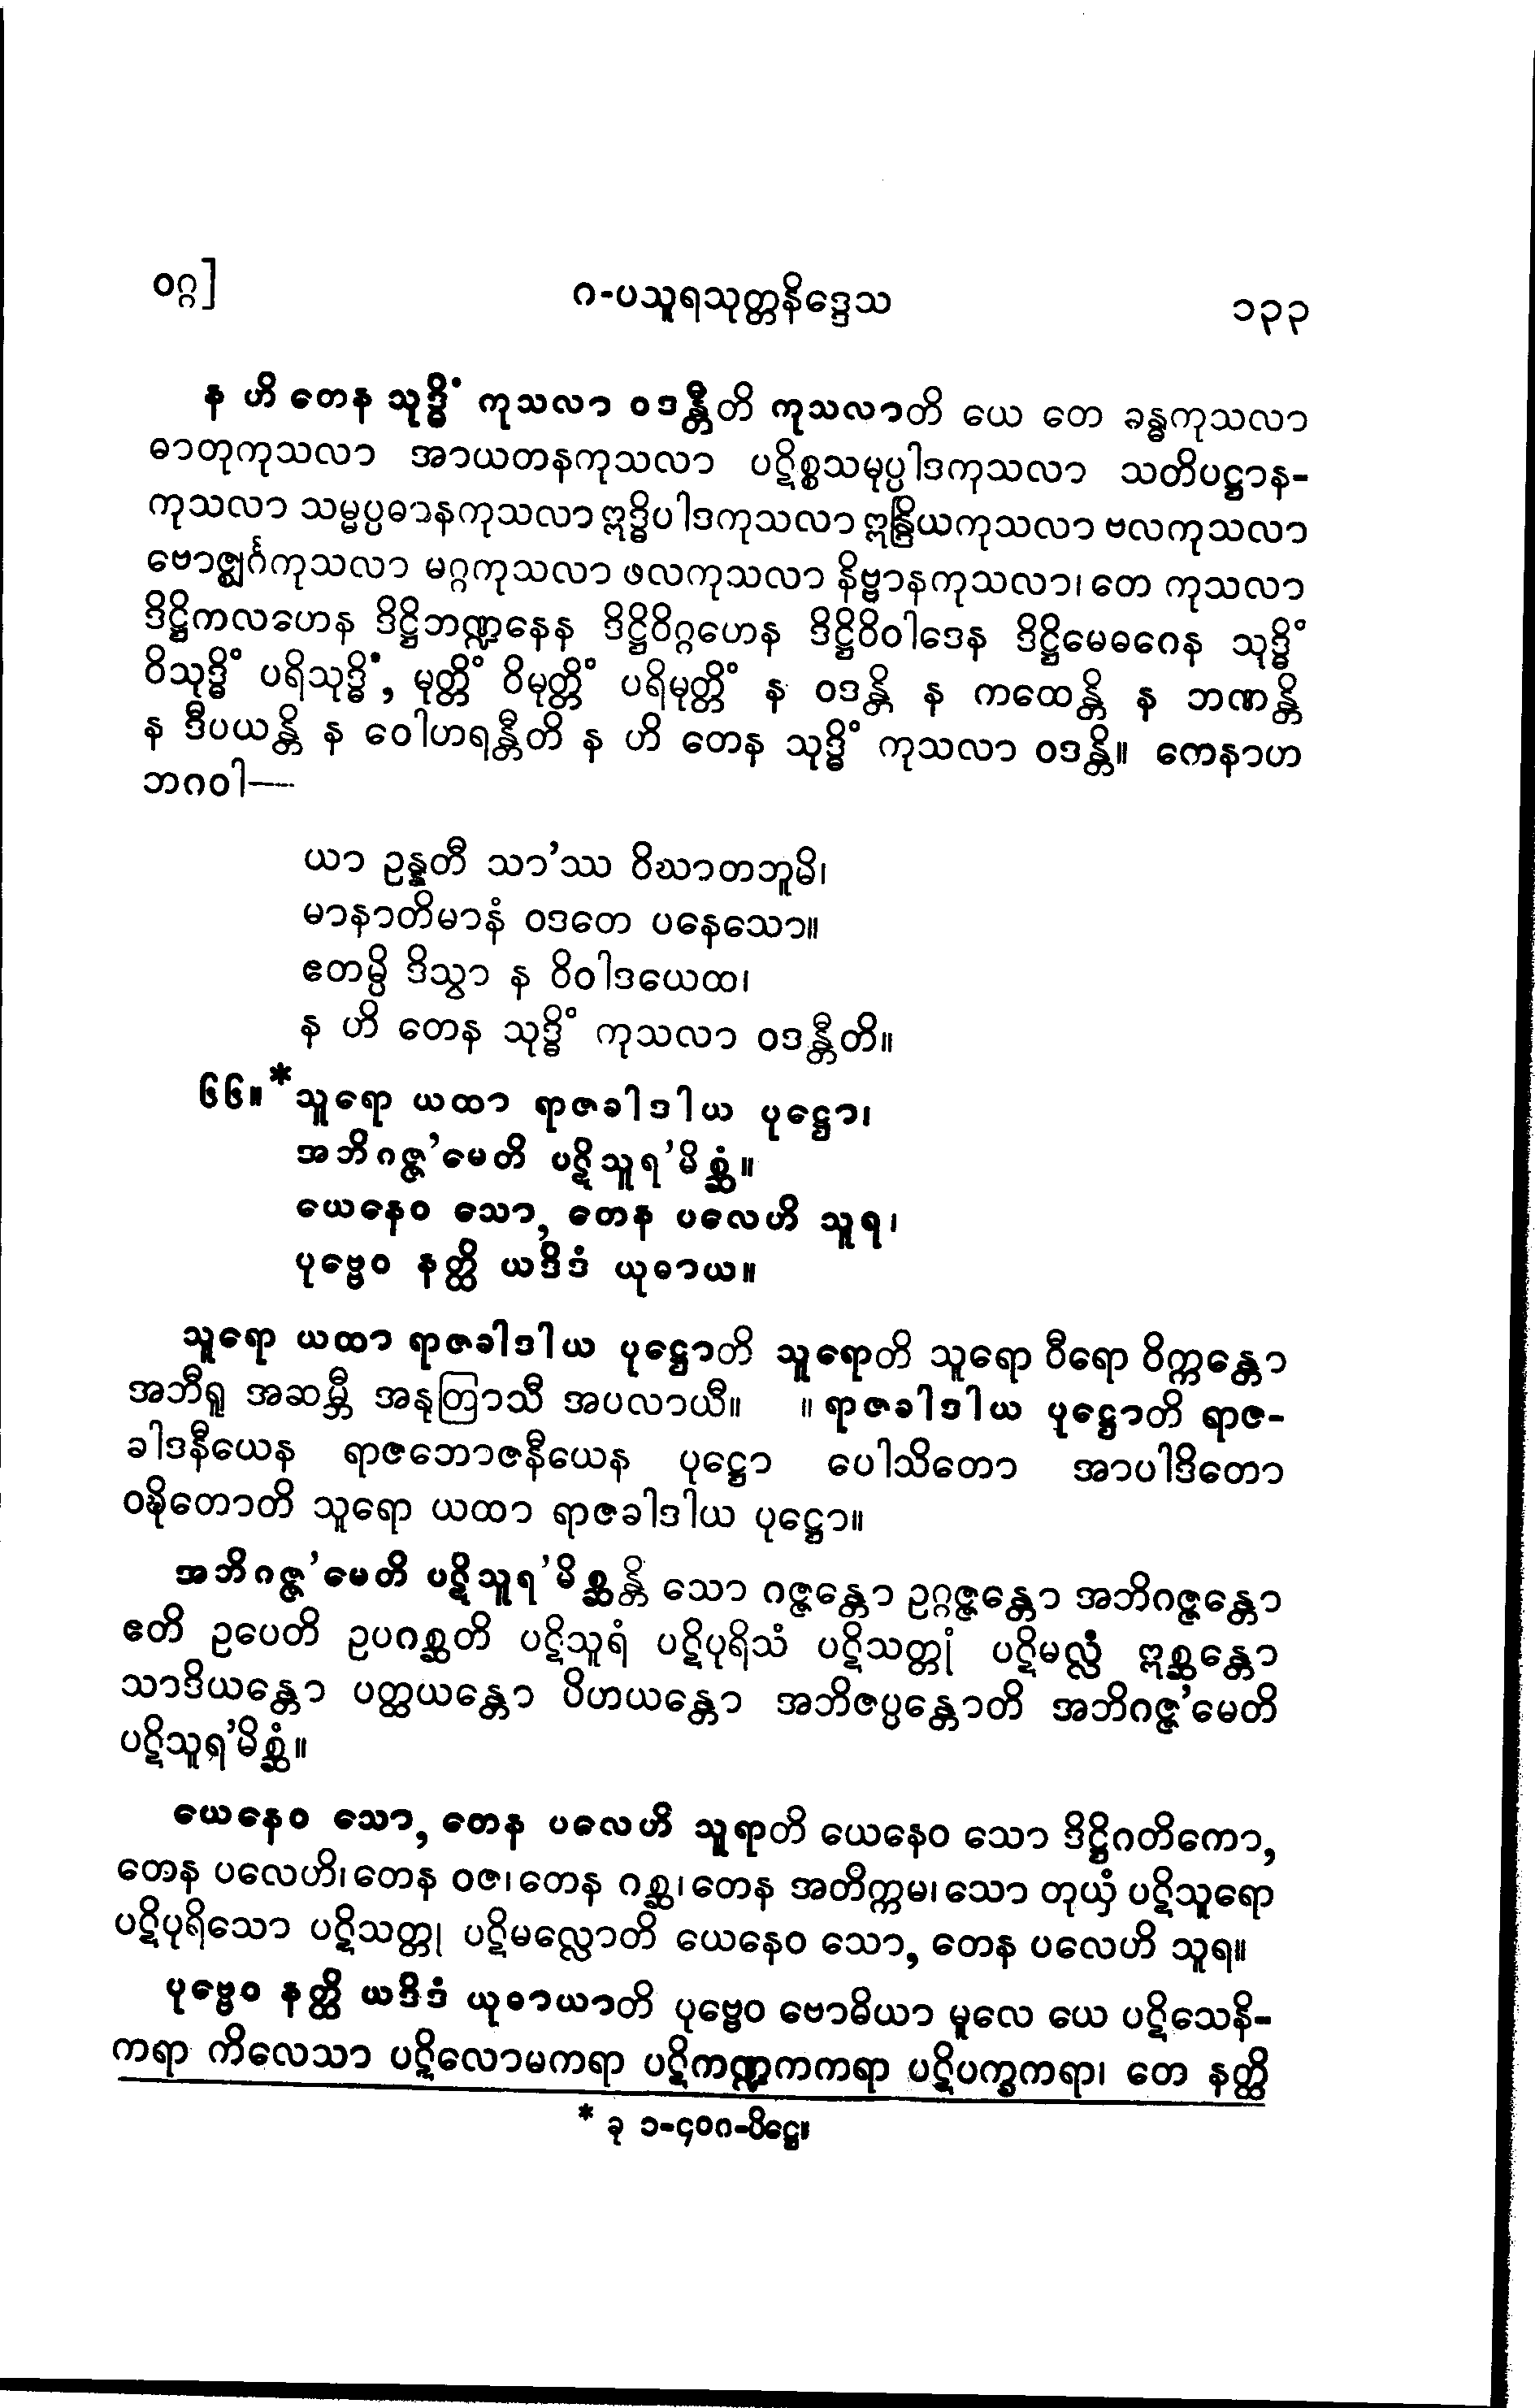 ဝဂ္ဂ]
ဂ-ပသူရသုတ္တနိဒ္ဒေသ
၁၃၃
န ဟိ တေန သုဒ္ဓိံ ကုသလာ ဝဒန္တီတိ ကုသလာတိ ယေ တေ ခန္ဓကုသလာ
ဓာတုကုသလာ အာယတနကုသလာ ပဋိစ္စသမုပ္ပါဒကုသလာ သတိပဋ္ဌာန-
ကုသလာ သမ္မပ္ပဓာနကုသလာ ဣဒ္ဓိပါဒကုသလာ ဣန္ဒြိယကုသလာ ဗလကုသလာ
ဗောဇ္ဈင်္ဂကုသလာ မဂ္ဂကုသလာ ဖလကုသလာ နိဗ္ဗာနကုသလာ၊ တေ ကုသလာ
ဒိဋ္ဌိကလဟေန ဒိဋ္ဌိဘဏ္ဍနေန ဒိဋ္ဌိဝိဂ္ဂဟေန ဒိဋ္ဌိဝိဝါဒေန ဒိဋ္ဌိမေဓဂေန သုဒ္ဓိံ
ဝိသုဒ္ဓိံ ပရိသုဒ္ဓိံ, မုတ္တိံ ဝိမုတ္တိံ ပရိမုတ္တိံ န ဝဒန္တိ န ကထေန္တိ န ဘဏန္တိ
န ဒီပယန္တိ န ဝေါဟရန္တီတိ န ဟိ တေန သုဒ္ဓိံ ကုသလာ ဝဒန္တိ။ ကေနာဟ
ဘဂဝါ—
ယာ ဥန္နတီ သာ’ဿ ဝိဃာတဘူမိ၊
မာနာတိမာနံ ဝဒတေ ပနေသော။
ဧတမ္ပိ ဒိသွာ န ဝိဝါဒယေထ၊
န ဟိ တေန သုဒ္ဓိံ ကုသလာ ဝဒန္တီတိ။
၆၆။ *သူရော ယထာ ရာဇခါဒါယ ပုဋ္ဌော၊
အဘိဂဇ္ဇ’မေတိ ပဋိသူရ’မိစ္ဆံ။
ယေနေဝ သော, တေန ပလေဟိ သူရ၊
ပုဗ္ဗေဝ နတ္ထိ ယဒိဒံ ယုဓာယ။
သူရော ယထာ ရာဇခါဒါယ ပုဋ္ဌောတိ သူရောတိ သူရော ဝီရော ဝိက္ကန္တော
အဘီရူ အဆမ္ဘီ အနုတြာသီ အပလာယီ။ ။ ရာဇခါဒါယ ပုဋ္ဌောတိ ရာဇ-
ခါဒနီယေန ရာဇဘောဇနီယေန ပုဋ္ဌော ပေါသိတော အာပါဒိတော
ဝဍ္ဎိတောတိ သူရော ယထာ ရာဇခါဒါယ ပုဋ္ဌော။
အဘိဂဇ္ဇ’မေတိ ပဋိသူရ’မိစ္ဆန္တိ သော ဂဇ္ဇန္တော ဥဂ္ဂဇ္ဇန္တော အဘိဂဇ္ဇန္တော
ဧတိ ဥပေတိ ဥပဂစ္ဆတိ ပဋိသူရံ ပဋိပုရိသံ ပဋိသတ္တုံ ပဋိမလ္လံ ဣစ္ဆန္တော
သာဒိယန္တော ပတ္ထယန္တော ပိဟယန္တော အဘိဇပ္ပန္တောတိ အဘိဂဇ္ဇ’မေတိ
ပဋိသူရ’မိစ္ဆံ။
ယေနေဝ သော, တေန ပလေဟိ သူရာတိ ယေနေဝ သော ဒိဋ္ဌိဂတိကော,
တေန ပလေဟိ၊ တေန ဝဇ၊ တေန ဂစ္ဆ၊ တေန အတိက္ကမ၊ သော တုယှံ ပဋိသူရော
ပဋိပုရိသော ပဋိသတ္တု ပဋိမလ္လောတိ ယေနေဝ သော, တေန ပလေဟိ သူရ။
ပုဗ္ဗေဝ နတ္ထိ ယဒိဒံ ယုဓာယာတိ ပုဗ္ဗေဝ ဗောဓိယာ မူလေ ယေ ပဋိသေနိ-
ကရာ ကိလေသာ ပဋိလောမကရာ ပဋိကဏ္ဍကကရာ ပဋိပက္ခကရာ၊ တေ နတ္ထိ
* ခု ၁-၄၀၈-ပိဋ္ဌေ။